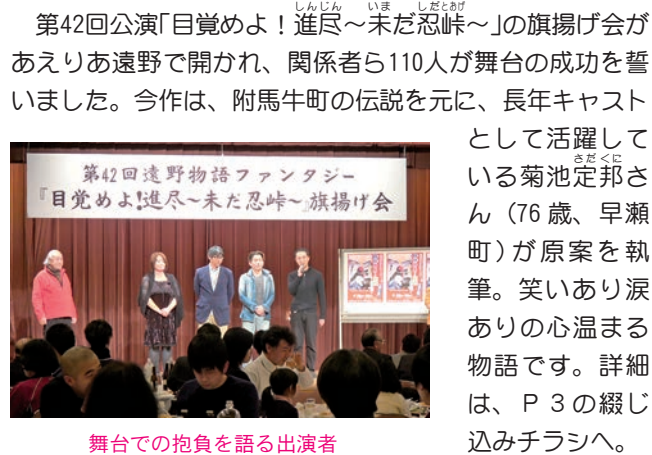 第42回公演「目覚めよ！進尽～未だ忍峠～」の旗揚げ会が
あえりあ遠野で開かれ、関係者ら110人が舞台の成功を誓
いました。今作は、附馬牛町の伝説を元に、長年キャスト
として活躍して
いる菊池定邦さ
ん（76歳、早瀬
町）が原案を執
筆。笑いあり涙
ありの心温まる
物語です。詳細
は、Ｐ３の綴じ
込みチラシへ。
第42回遠野物語ファンタジー
『目覚めよ!進尽～未だ忍峠～』旗揚げ会
舞台での抱負を語る出演者